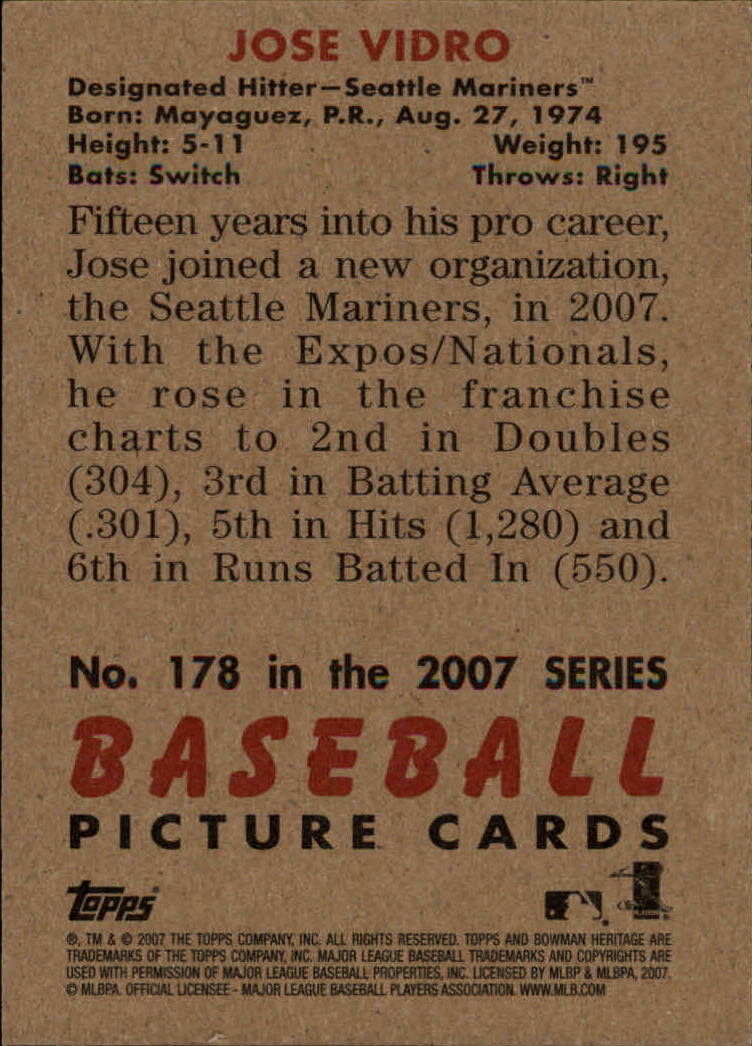 JOSE VIDRO
Designated Hitter—Seattle Mariners™
Born: Mayaguez, P.R., Aug. 27, 1974
Height: 5-11 Weight: 195
Bats: Switch Throws: Right
Fifteen years into his pro career,
Jose joined a new organization,
the Seattle Mariners, in 2007.
With the Expos/Nationals,
he rose in the franchise
charts to 2nd in Doubles
(304), 3rd in Batting Average
(.301), 5th in Hits (1,280) and
6th in Runs Batted In (550).
No. 178 in the 2007 SERIES
BASEBALL
PICTURE CARDS
Topps
®, TM & © 2007 THE TOPPS COMPANY, INC. ALL RIGHTS RESERVED. TOPPS AND BOWMAN HERITAGE ARE
TRADEMARKS OF THE TOPPS COMPANY, INC. MAJOR LEAGUE BASEBALL TRADEMARKS AND COPYRIGHTS ARE
USED WITH PERMISSION OF MAJOR LEAGUE BASEBALL PROPERTIES, INC. LICENSED BY MLBP & MLBPA, 2007.
© MLBPA. OFFICIAL LICENSEE - MAJOR LEAGUE BASEBALL PLAYERS ASSOCIATION. WWW.MLB.COM